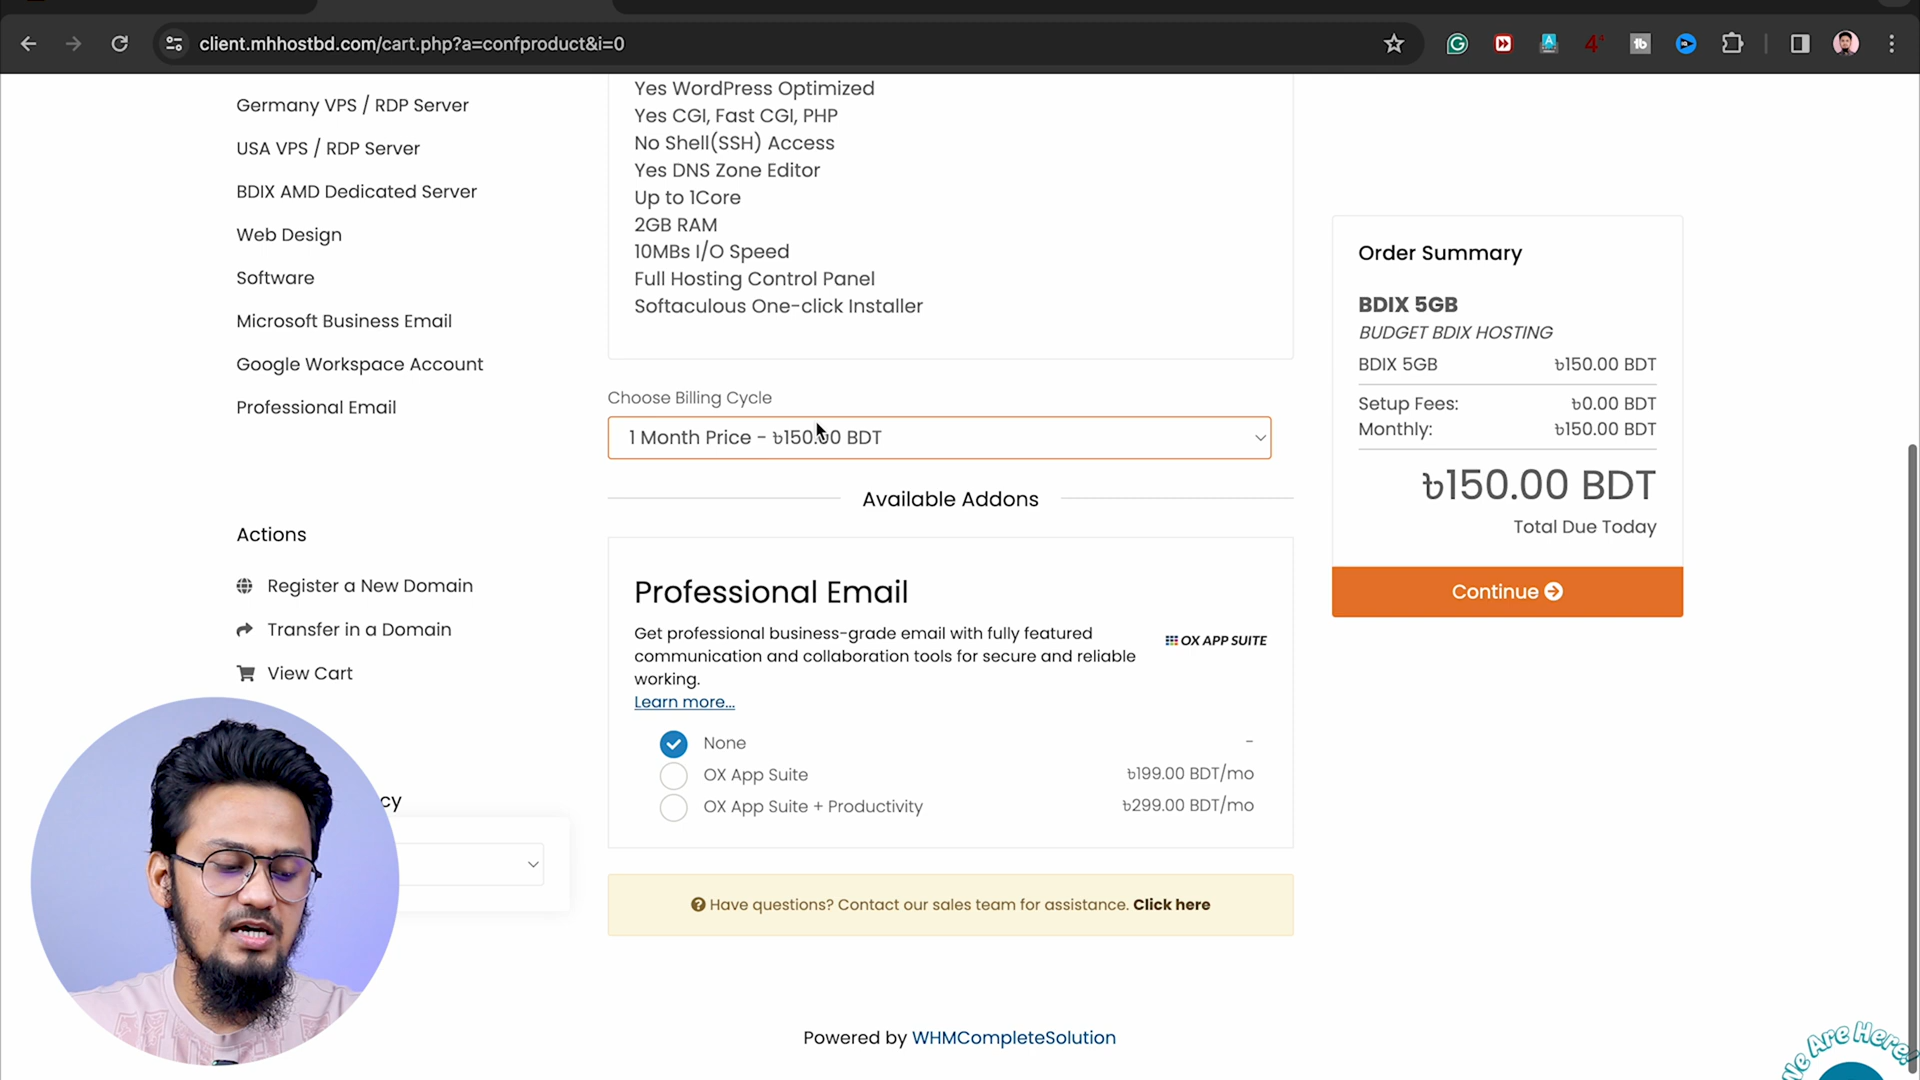 client.mhhostbd.com/cart.php?a=confproduct&i=0
Germany VPS / RDP Server
USA VPS / RDP Server
BDIX AMD Dedicated Server
Web Design
Software
Microsoft Business Email
Google Workspace Account
Professional Email
Actions
Register a New Domain
Transfer in a Domain
View Cart
cy
Yes WordPress Optimized
Yes CGI, Fast CGI, PHP
No Shell(SSH) Access
Yes DNS Zone Editor
Up to 1Core
2GB RAM
10MBs I/O Speed
Full Hosting Control Panel
Softaculous One-click Installer
Choose Billing Cycle
1 Month Price - ৳150.00 BDT
Available Addons
Professional Email
Get professional business-grade email with fully featured
communication and collaboration tools for secure and reliable
working.
Learn more...
OX APP SUITE
None -
OX App Suite ৳199.00 BDT/mo
OX App Suite + Productivity ৳299.00 BDT/mo
Have questions? Contact our sales team for assistance. Click here
Order Summary
BDIX 5GB
BUDGET BDIX HOSTING
BDIX 5GB ৳150.00 BDT
Setup Fees: ৳0.00 BDT
Monthly: ৳150.00 BDT
৳150.00 BDT
Total Due Today
Continue
Powered by WHMCompleteSolution
We Are Here!